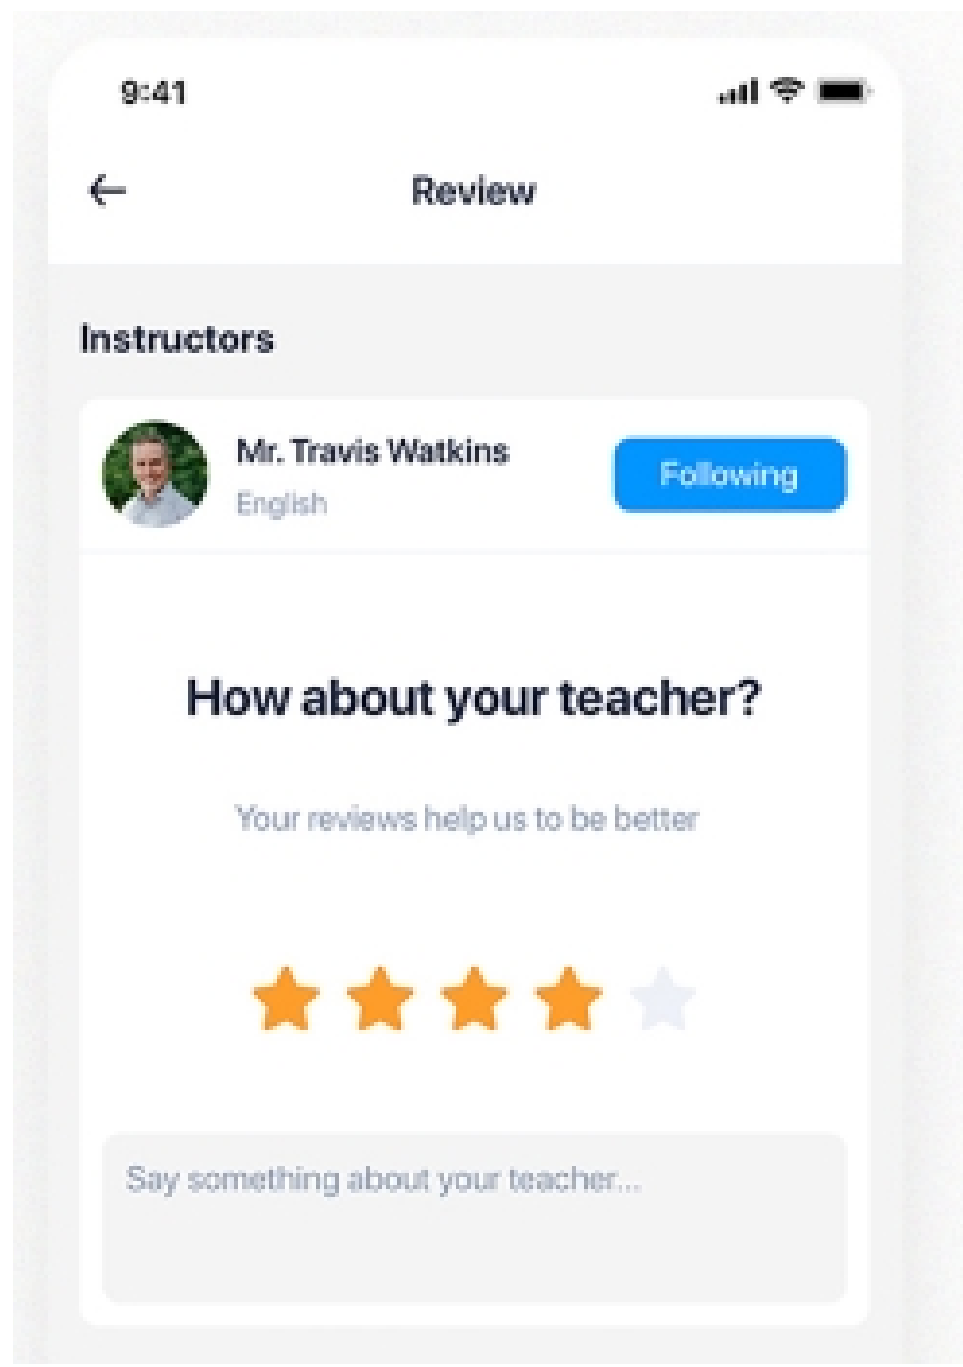 9:41
Review
Instructors
Mr. Travis Watkins
English
Following
How about your teacher?
Your reviews help us to be better
Say something about your teacher...